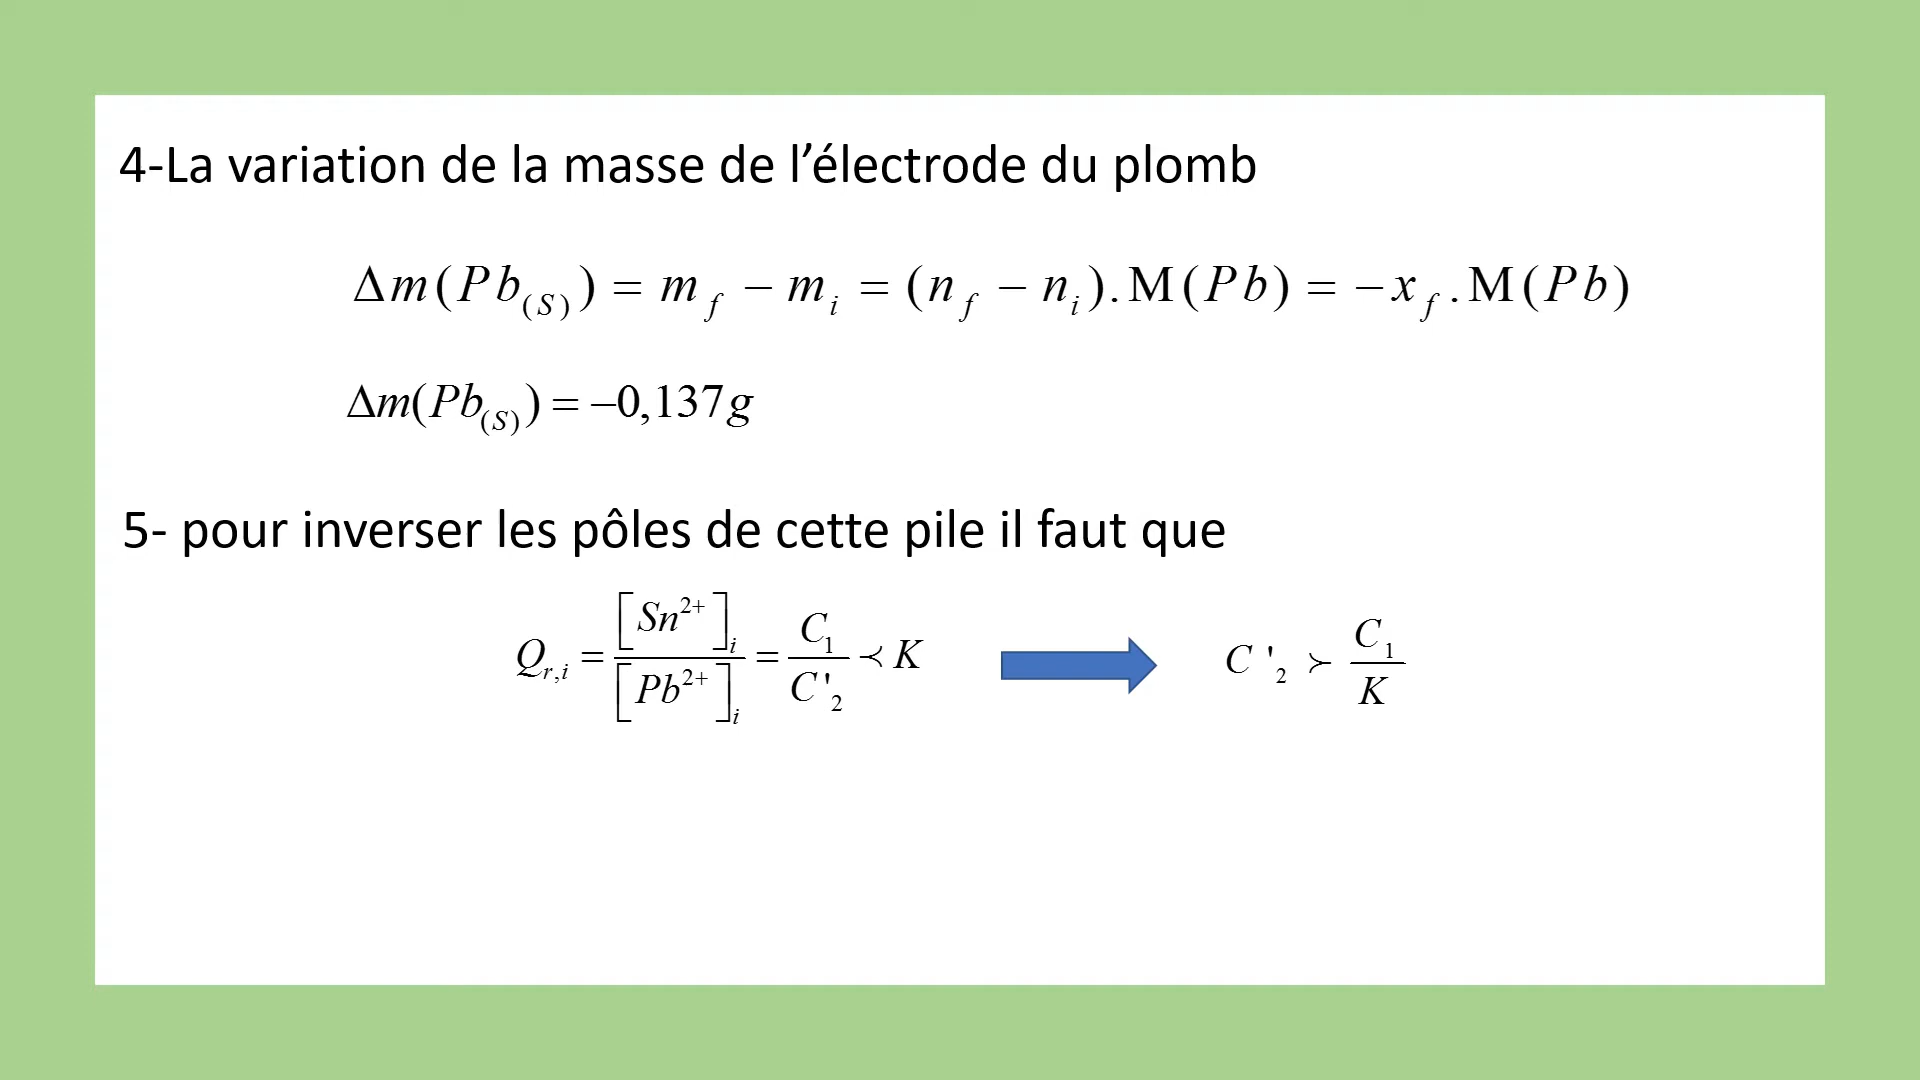 4-La variation de la masse de l’électrode du plomb
Δm(Pb(S)) = mf − mi = (nf − ni).M(Pb) = −xf.M(Pb)
Δm(Pb(S)) = −0,137g
5- pour inverser les pôles de cette pile il faut que
Qr,i = [Sn²⁺]i / [Pb²⁺]i = C1 / C'2 ≺ K    C'2 ≻ C1 / K